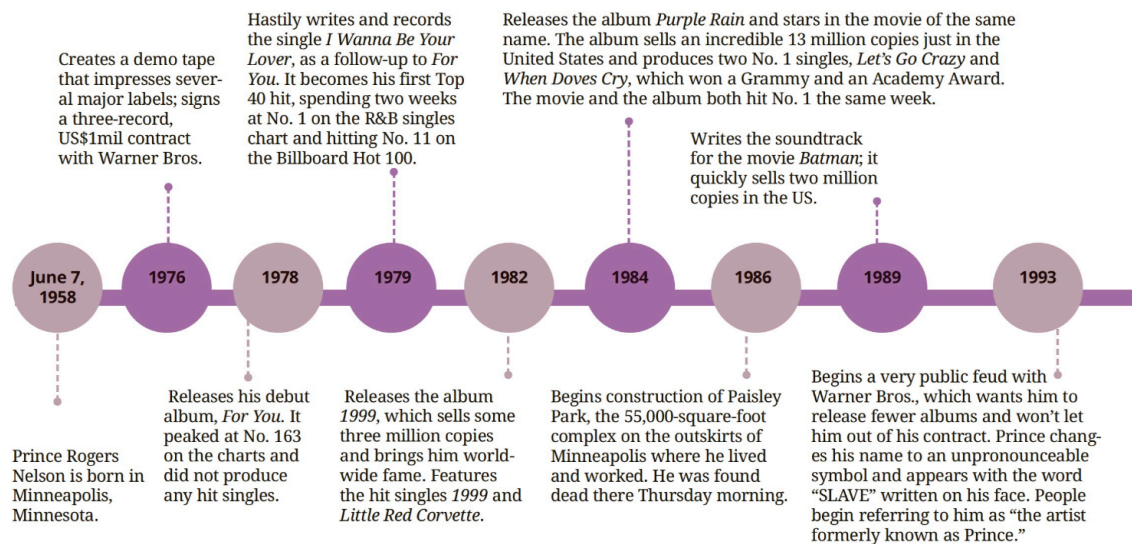 Creates a demo tape
that impresses sever-
al major labels; signs
a three-record,
US$1mil contract
with Warner Bros.
Hastily writes and records
the single I Wanna Be Your
Lover, as a follow-up to For
You. It becomes his first Top
40 hit, spending two weeks
at No. 1 on the R&B singles
chart and hitting No. 11 on
the Billboard Hot 100.
Releases the album Purple Rain and stars in the movie of the same
name. The album sells an incredible 13 million copies just in the
United States and produces two No. 1 singles, Let’s Go Crazy and
When Doves Cry, which won a Grammy and an Academy Award.
The movie and the album both hit No. 1 the same week.
Writes the soundtrack
for the movie Batman; it
quickly sells two million
copies in the US.
June 7,
1958
1976
1978
1979
1982
1984
1986
1989
1993
Prince Rogers
Nelson is born in
Minneapolis,
Minnesota.
Releases his debut
album, For You. It
peaked at No. 163
on the charts and
did not produce
any hit singles.
Releases the album
1999, which sells some
three million copies
and brings him world-
wide fame. Features
the hit singles 1999 and
Little Red Corvette.
Begins construction of Paisley
Park, the 55,000-square-foot
complex on the outskirts of
Minneapolis where he lived
and worked. He was found
dead there Thursday morning.
Begins a very public feud with
Warner Bros., which wants him to
release fewer albums and won’t let
him out of his contract. Prince chang-
es his name to an unpronounceable
symbol and appears with the word
“SLAVE” written on his face. People
begin referring to him as “the artist
formerly known as Prince.”